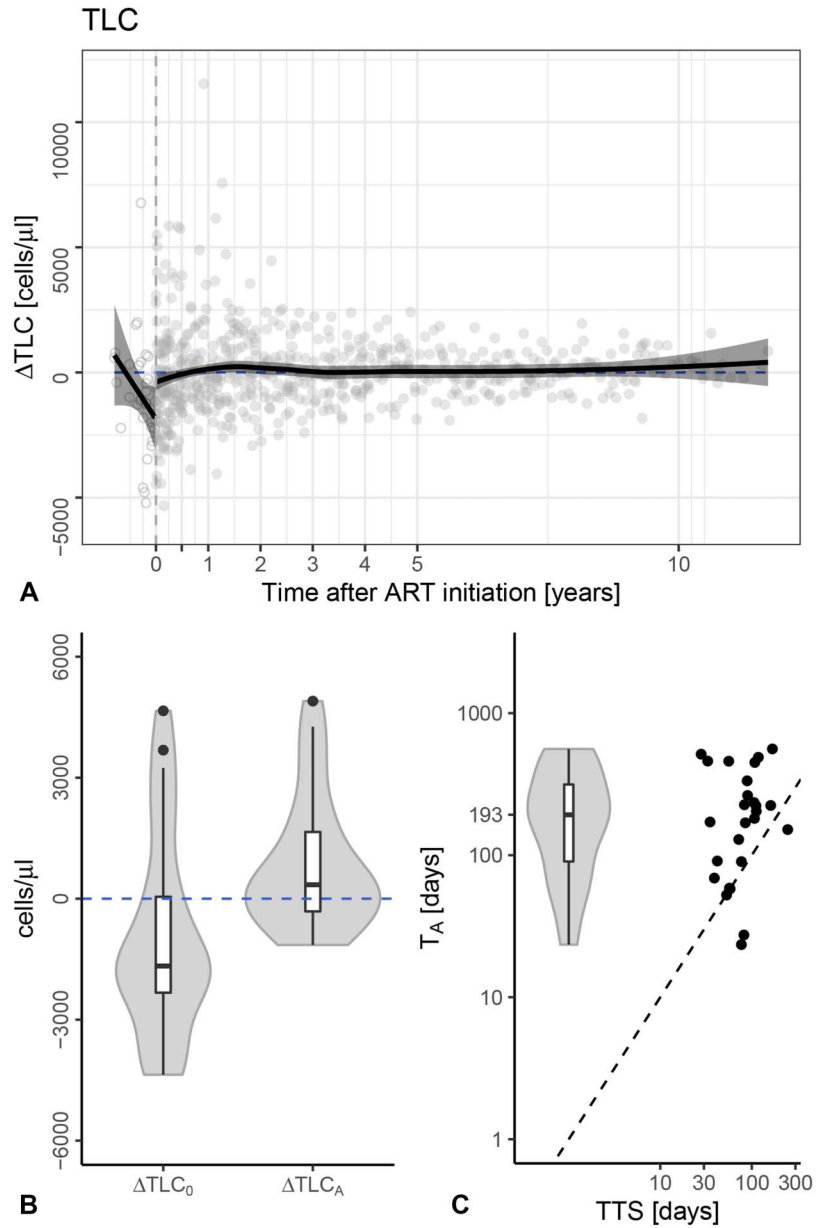 TLC
ΔTLC [cells/µl]
10000
5000
0
−5000
0 1 2 3 4 5 10
Time after ART initiation [years]
A
cells/µl
6000
3000
0
−3000
−6000
ΔTLC₀ ΔTLC_A
B
T_A [days]
1000
193
100
10
1
10 30 100 300
TTS [days]
C